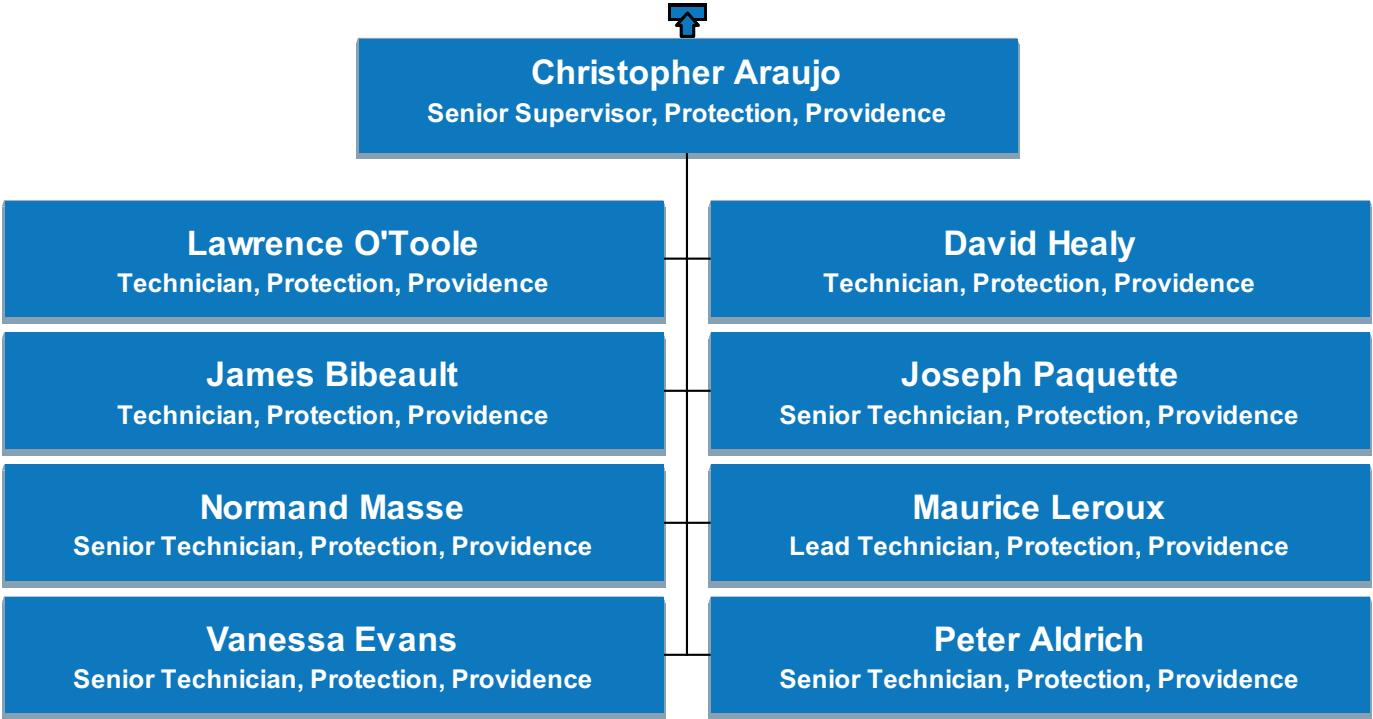 Christopher Araujo
Senior Supervisor, Protection, Providence
Lawrence O'Toole
Technician, Protection, Providence
David Healy
Technician, Protection, Providence
James Bibeault
Technician, Protection, Providence
Joseph Paquette
Senior Technician, Protection, Providence
Normand Masse
Senior Technician, Protection, Providence
Maurice Leroux
Lead Technician, Protection, Providence
Vanessa Evans
Senior Technician, Protection, Providence
Peter Aldrich
Senior Technician, Protection, Providence